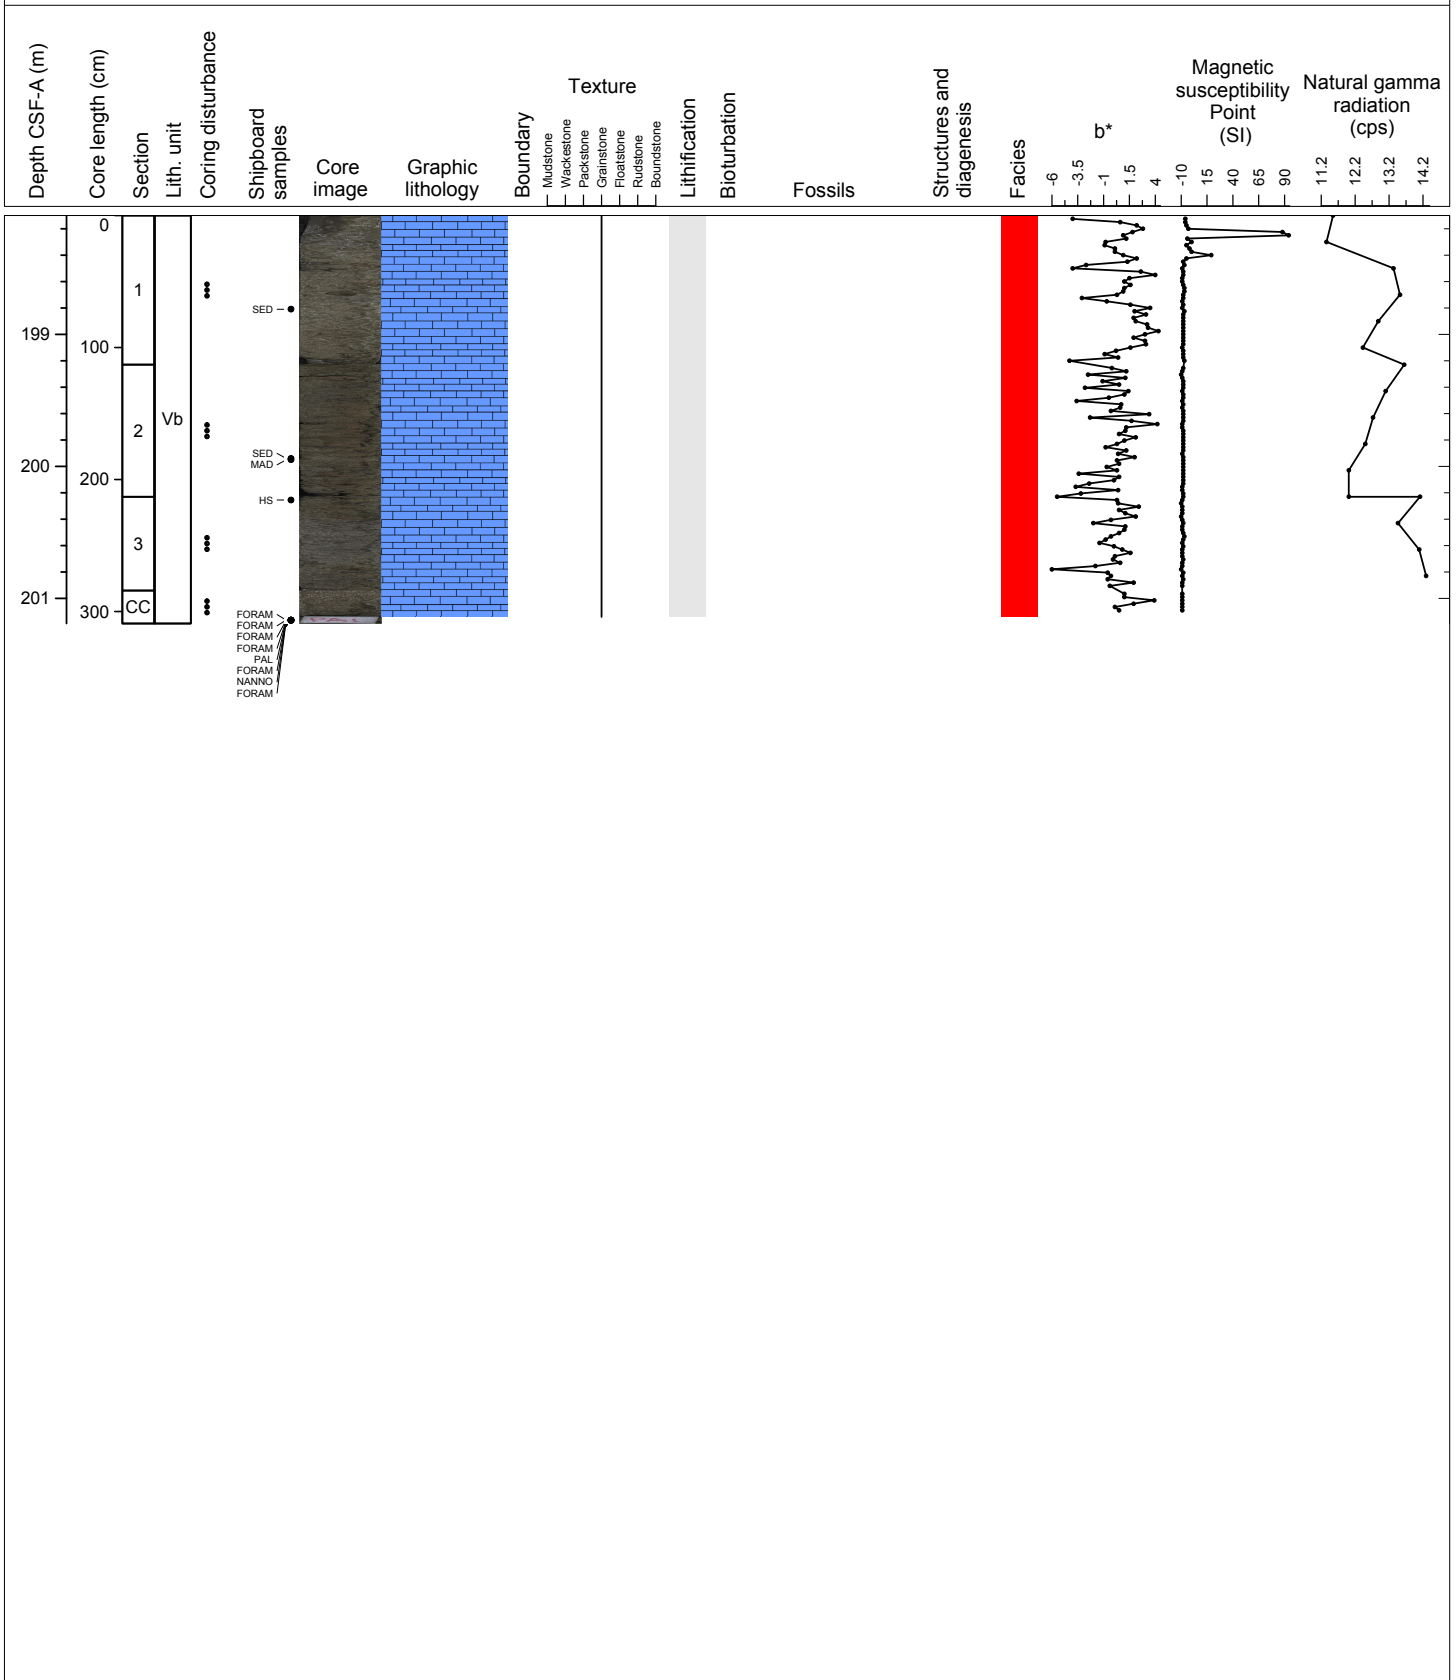 Depth CSF-A (m)
Core length (cm)
Section
Lith. unit
Coring disturbance
Shipboard
samples
Core
image
Graphic
lithology
Boundary
Texture
Mudstone
Wackestone
Packstone
Grainstone
Floatstone
Rudstone
Boundstone
Lithification
Bioturbation
Fossils
Structures and
diagenesis
Facies
b*
-6 -3.5 -1 1.5 4
Magnetic
susceptibility
Point
(SI)
-10 15 40 65 90
Natural gamma
radiation
(cps)
11.2 12.2 13.2 14.2
0
1
SED
199
100
Vb
2
SED
MAD
200
200
HS
3
201
CC
300
FORAM
FORAM
FORAM
FORAM
PAL
FORAM
NANNO
FORAM
PAL